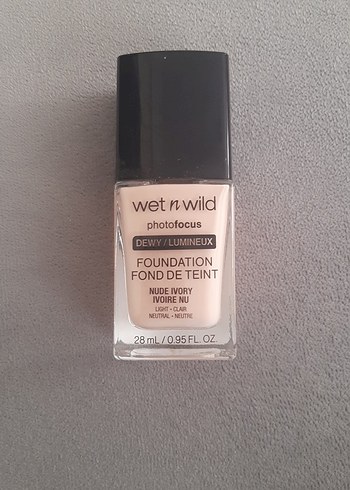 wet n wild
photofocus
DEWY / LUMINEUX
FOUNDATION
FOND DE TEINT
NUDE IVORY
IVOIRE NU
LIGHT - CLAIR
NEUTRAL - NEUTRE
28 mL / 0.95 FL. OZ.